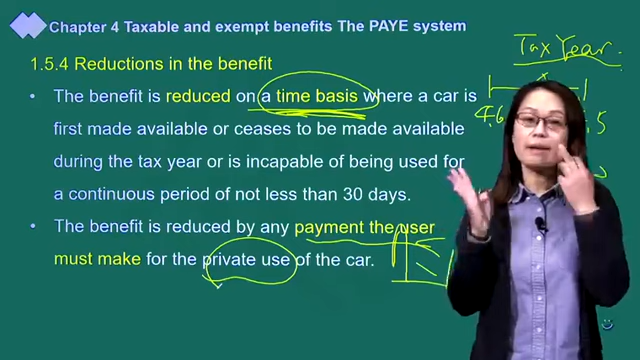 Chapter 4 Taxable and exempt benefits The PAYE system
Tax Year
1.5.4 Reductions in the benefit
• The benefit is reduced on a time basis where a car is
first made available or ceases to be made available
during the tax year or is incapable of being used for
a continuous period of not less than 30 days.
4.6
.5
• The benefit is reduced by any payment the user
must make for the private use of the car.